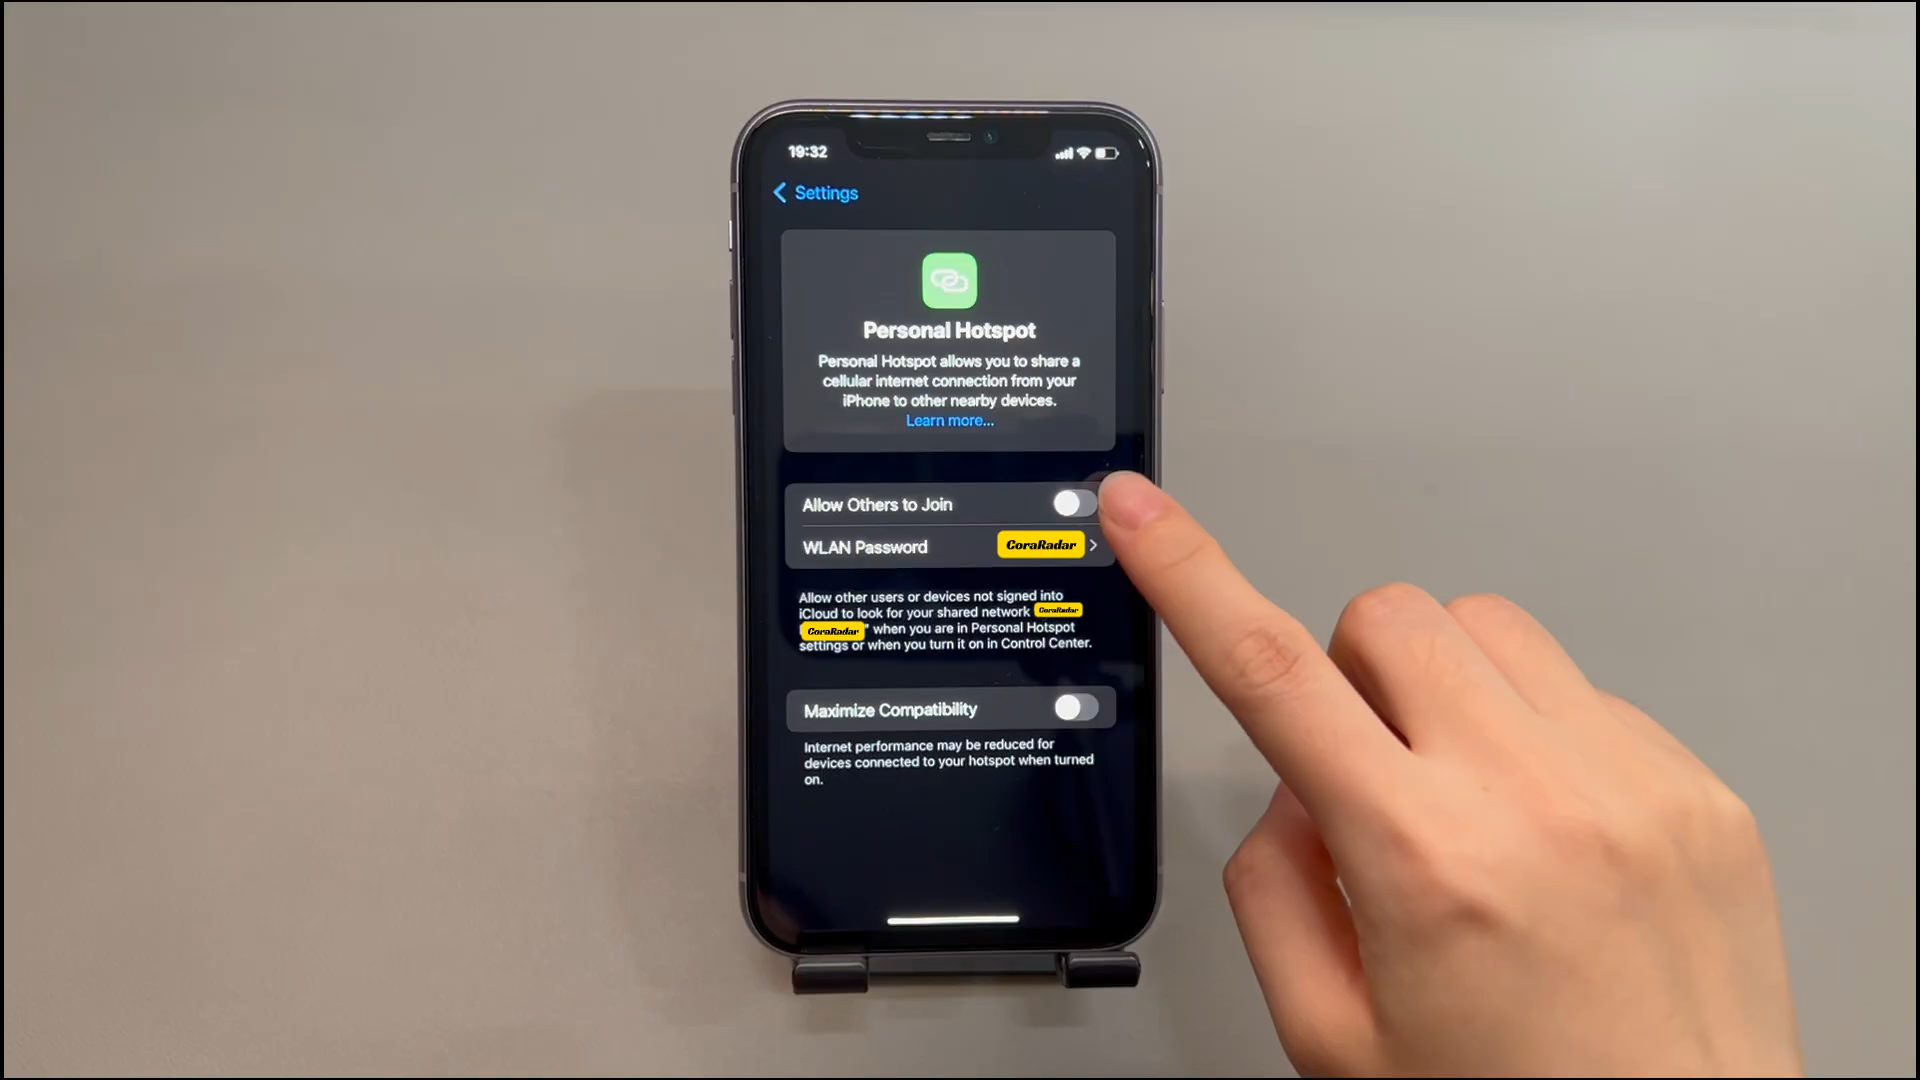 19:32
Settings
Personal Hotspot
Personal Hotspot allows you to share a
cellular internet connection from your
iPhone to other nearby devices.
Learn more...
Allow Others to Join
WLAN Password CoraRadar
Allow other users or devices not signed into
iCloud to look for your shared network CoraRadar
CoraRadar " when you are in Personal Hotspot
settings or when you turn it on in Control Center.
Maximize Compatibility
Internet performance may be reduced for
devices connected to your hotspot when turned
on.